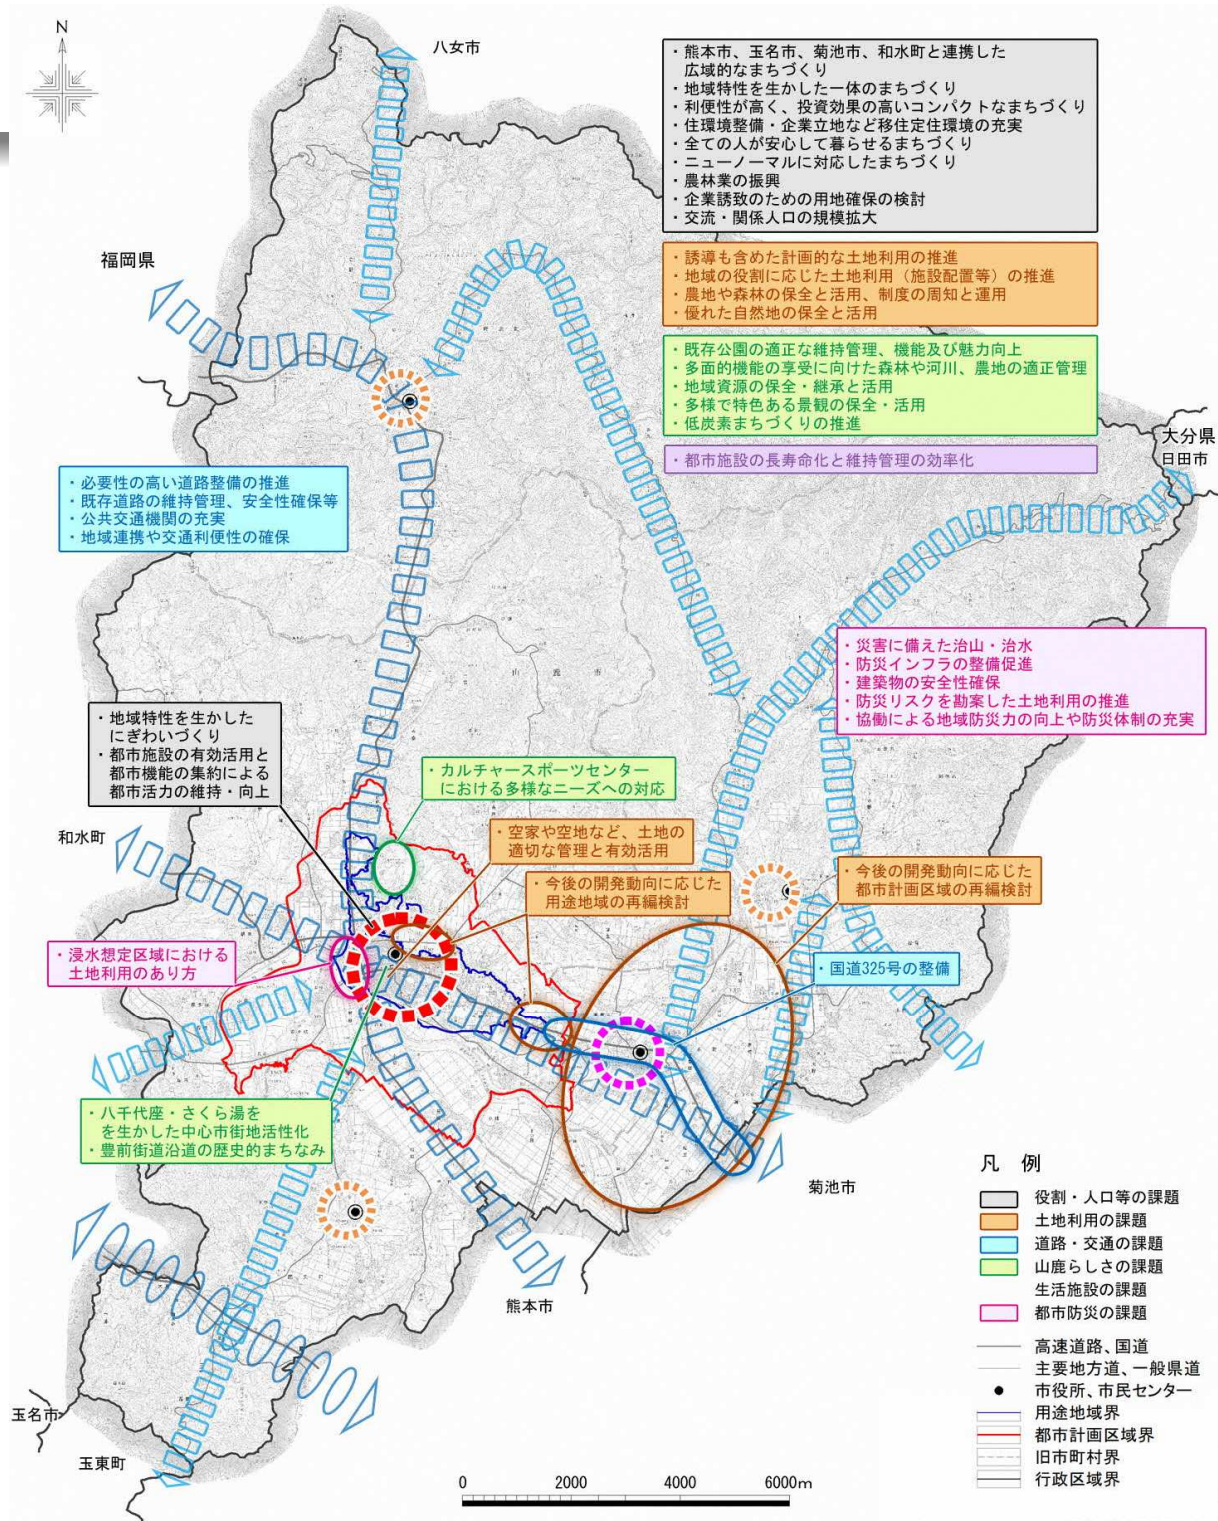 N
八女市
・熊本市、玉名市、菊池市、和水町と連携した
広域的なまちづくり
・地域特性を生かした一体のまちづくり
・利便性が高く、投資効果の高いコンパクトなまちづくり
・住環境整備・企業立地など移住定住環境の充実
・全ての人が安心して暮らせるまちづくり
・ニューノーマルに対応したまちづくり
・農林業の振興
・企業誘致のための用地確保の検討
・交流・関係人口の規模拡大
福岡県
・誘導も含めた計画的な土地利用の推進
・地域の役割に応じた土地利用（施設配置等）の推進
・農地や森林の保全と活用、制度の周知と運用
・優れた自然地の保全と活用
・既存公園の適正な維持管理、機能及び魅力向上
・多面的機能の享受に向けた森林や河川、農地の適正管理
・地域資源の保全・継承と活用
・多様で特色ある景観の保全・活用
・低炭素まちづくりの推進
・都市施設の長寿命化と維持管理の効率化
大分県
日田市
・必要性の高い道路整備の推進
・既存道路の維持管理、安全性確保等
・公共交通機関の充実
・地域連携や交通利便性の確保
・災害に備えた治山・治水
・防災インフラの整備促進
・建築物の安全性確保
・防災リスクを勘案した土地利用の推進
・協働による地域防災力の向上や防災体制の充実
山鹿市
・地域特性を生かした
にぎわいづくり
・都市施設の有効活用と
都市機能の集約による
都市活力の維持・向上
・カルチャースポーツセンター
における多様なニーズへの対応
和水町
・空家や空地など、土地の
適切な管理と有効活用
・今後の開発動向に応じた
用途地域の再編検討
・今後の開発動向に応じた
都市計画区域の再編検討
・浸水想定区域における
土地利用のあり方
・国道325号の整備
・八千代座・さくら湯を
を生かした中心市街地活性化
・豊前街道沿道の歴史的まちなみ
菊池市
熊本市
玉名市
玉東町
凡 例
役割・人口等の課題
土地利用の課題
道路・交通の課題
山鹿らしさの課題
生活施設の課題
都市防災の課題
高速道路、国道
主要地方道、一般県道
市役所、市民センター
用途地域界
都市計画区域界
旧市町村界
行政区域界
0 2000 4000 6000m